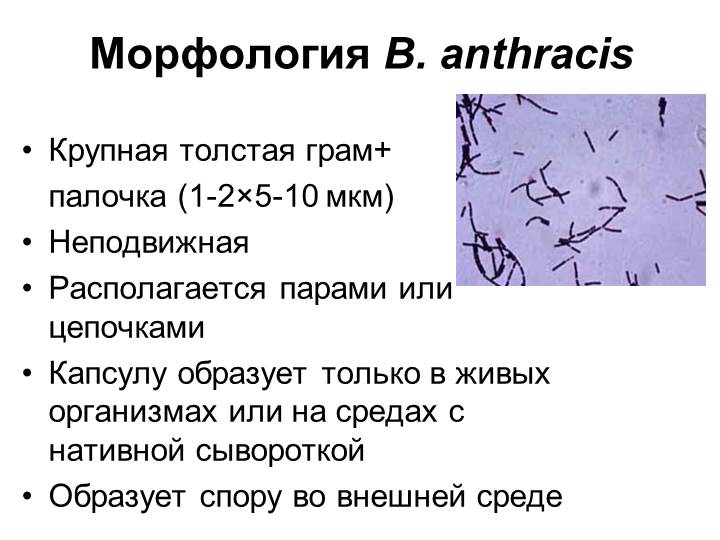 Морфология B. anthracis
• Крупная толстая грам+
палочка (1-2×5-10 мкм)
• Неподвижная
• Располагается парами или
цепочками
• Капсулу образует только в живых
организмах или на средах с
нативной сывороткой
• Образует спору во внешней среде